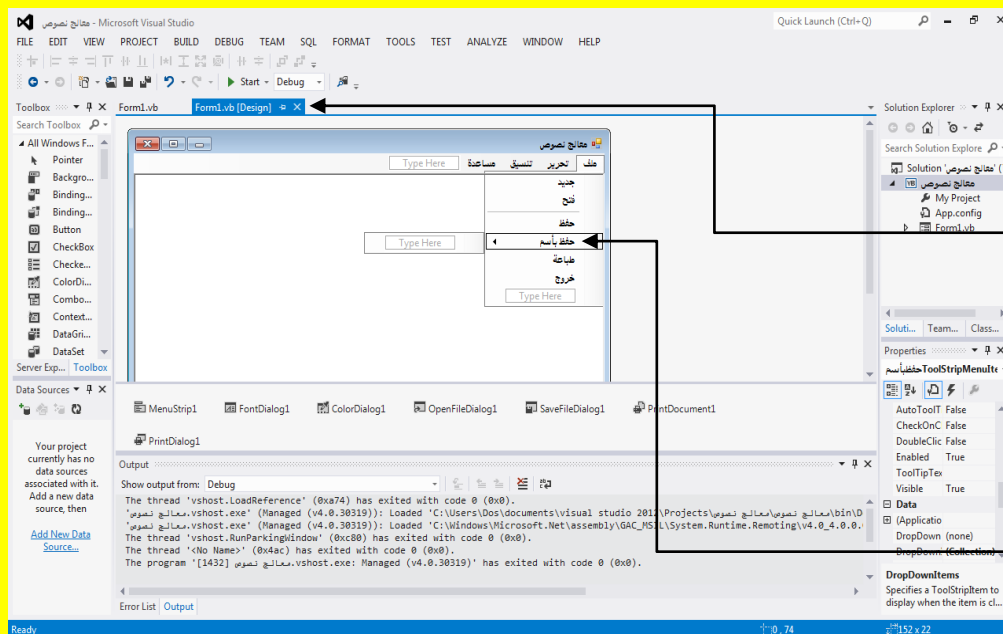 معالج نصوص - Microsoft Visual Studio
Quick Launch (Ctrl+Q)
FILE EDIT VIEW PROJECT BUILD DEBUG TEAM SQL FORMAT TOOLS TEST ANALYZE WINDOW HELP
Start Debug
Toolbox
Search Toolbox
All Windows F...
Pointer
Backgro...
Binding...
Binding...
Button
CheckBox
Checke...
ColorDi...
Combo...
Context...
DataGri...
DataSet
Server Exp... Toolbox
Data Sources
Your project
currently has no
data sources
associated with it.
Add a new data
source, then
Add New Data
Source...
Form1.vb Form1.vb [Design]
معالج نصوص
ملف تحرير تنسيق مساعدة Type Here
جديد
فتح
حفظ
حفظ بأسم Type Here
طباعة
خروج
Type Here
MenuStrip1 FontDialog1 ColorDialog1 OpenFileDialog1 SaveFileDialog1 PrintDocument1
PrintDialog1
Output
Show output from: Debug
The thread 'vshost.LoadReference' (0xa74) has exited with code 0 (0x0).
'معالج نصوص.vshost.exe' (Managed (v4.0.30319)): Loaded 'C:\Users\Dos\documents\visual studio 2012\Projects\معالج نصوص\معالج نصوص\bin\D
'معالج نصوص.vshost.exe' (Managed (v4.0.30319)): Loaded 'C:\Windows\Microsoft.Net\assembly\GAC_MSIL\System.Runtime.Remoting\v4.0_4.0.0.
The thread 'vshost.RunParkingWindow' (0xc80) has exited with code 0 (0x0).
The thread '<No Name>' (0x4ac) has exited with code 0 (0x0).
The program '[1432] معالج نصوص.vshost.exe: Managed (v4.0.30319)' has exited with code 0 (0x0).
Error List Output
Solution Explorer
Search Solution Explore
Solution 'معالج نصوص' (
معالج نصوص
My Project
App.config
Form1.vb
Soluti... Team... Class...
Properties
حفظبأسمToolStripMenuIte
AutoToolT False
CheckOnC False
DoubleClic False
Enabled True
ToolTipTex
Visible True
Data
(Applicatio
DropDown (none)
DropDownI (Collection)
DropDownItems
Specifies a ToolStripItem to
display when the item is cl...
Ready 0 , 74 152 x 22